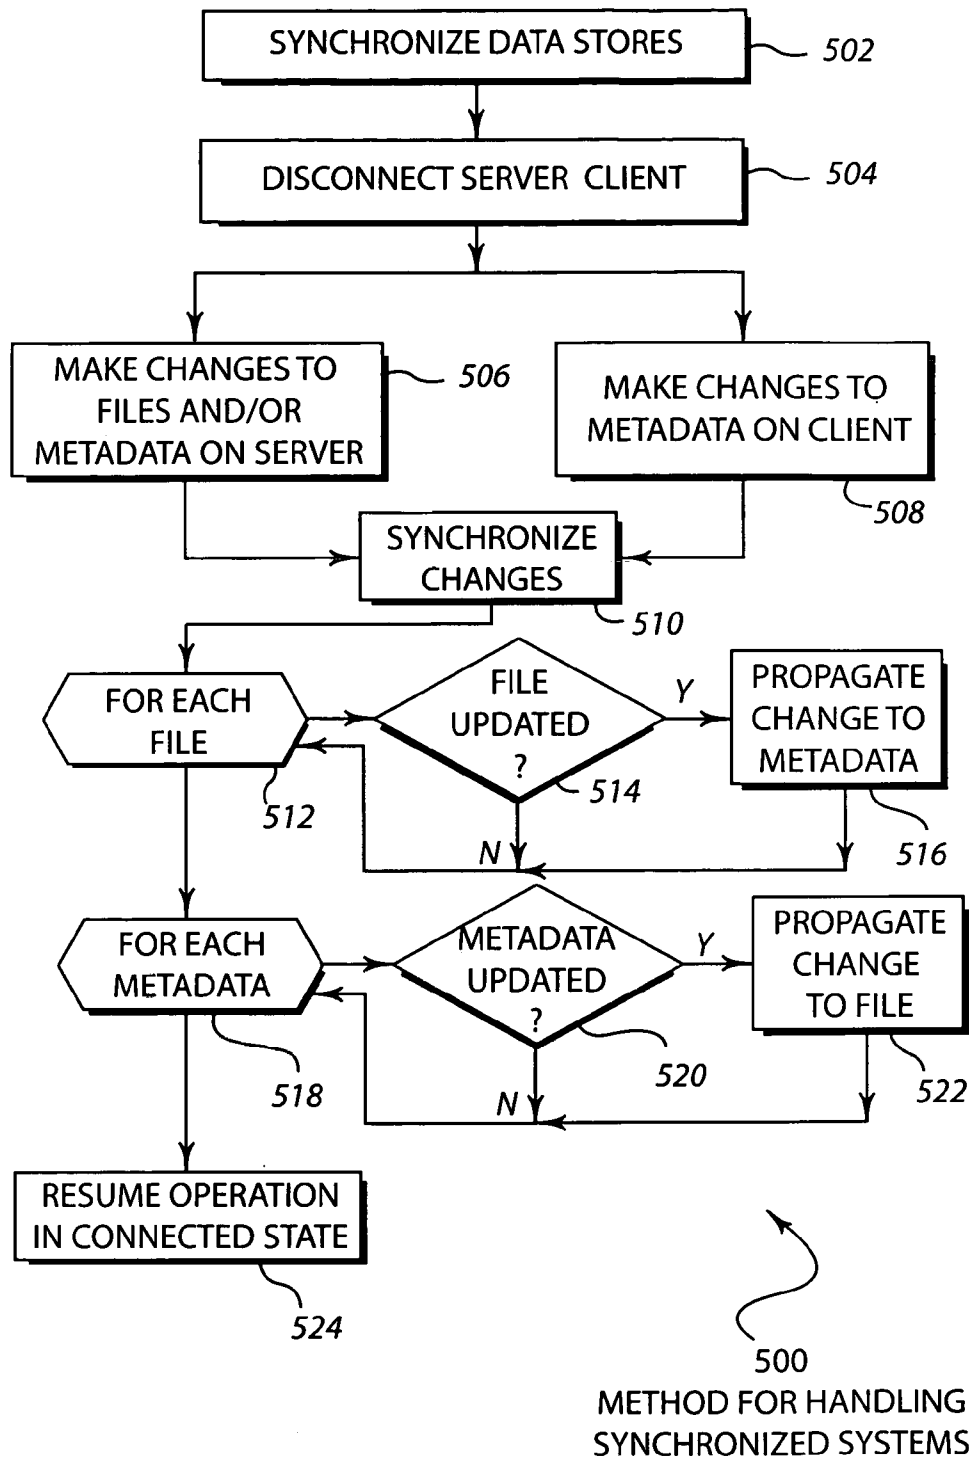 SYNCHRONIZE DATA STORES
502
DISCONNECT SERVER CLIENT
504
MAKE CHANGES TO
FILES AND/OR
METADATA ON SERVER
506
MAKE CHANGES TO
METADATA ON CLIENT
508
SYNCHRONIZE
CHANGES
510
FOR EACH
FILE
512
FILE
UPDATED
?
514
Y
N
PROPAGATE
CHANGE TO
METADATA
516
FOR EACH
METADATA
518
METADATA
UPDATED
?
520
Y
N
PROPAGATE
CHANGE
TO FILE
522
RESUME OPERATION
IN CONNECTED STATE
524
500
METHOD FOR HANDLING
SYNCHRONIZED SYSTEMS